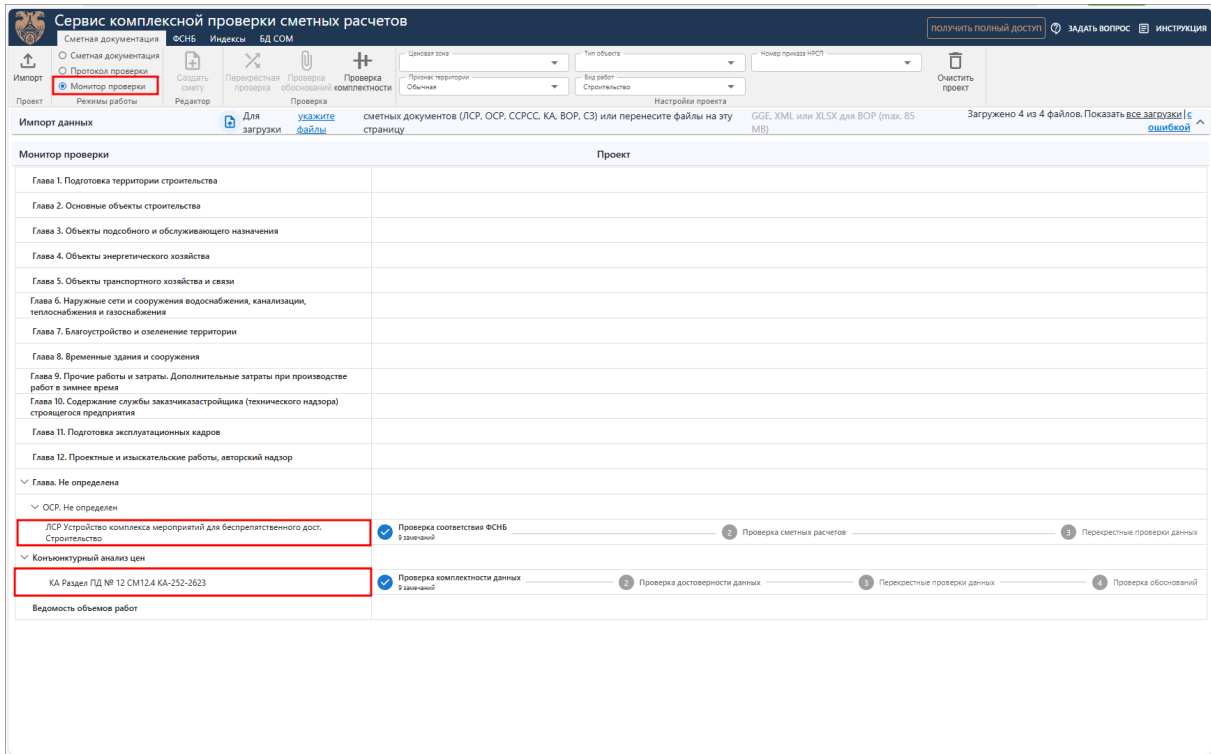 Сервис комплексной проверки сметных расчетов
ПОЛУЧИТЬ ПОЛНЫЙ ДОСТУП ЗАДАТЬ ВОПРОС ИНСТРУКЦИЯ
Сметная документация ФСНБ Индексы БД СОМ
Импорт
Проект
Сметная документация
Протокол проверки
Монитор проверки
Режимы работы
Создать смету
Редактор
Перекрестная проверка
Проверка обоснований
Проверка комплектности
Проверка
Ценовая зона
Тип объекта
Номер приказа НРСП
Признак территории
Обычная
Вид работ
Строительство
Настройки проекта
Очистить проект
Импорт данных
Для загрузки
укажите файлы
сметных документов (ЛСР, ОСР, ССРСС, КА, ВОР, СЗ) или перенесите файлы на эту
страницу
GGE, XML или XLSX для ВОР (max. 85
MB)
Загружено 4 из 4 файлов. Показать все загрузки | с
ошибкой
Монитор проверки Проект
Глава 1. Подготовка территории строительства
Глава 2. Основные объекты строительства
Глава 3. Объекты подсобного и обслуживающего назначения
Глава 4. Объекты энергетического хозяйства
Глава 5. Объекты транспортного хозяйства и связи
Глава 6. Наружные сети и сооружения водоснабжения, канализации,
теплоснабжения и газоснабжения
Глава 7. Благоустройство и озеленение территории
Глава 8. Временные здания и сооружения
Глава 9. Прочие работы и затраты. Дополнительные затраты при производстве
работ в зимнее время
Глава 10. Содержание службы заказчиказастройщика (технического надзора)
строящегося предприятия
Глава 11. Подготовка эксплуатационных кадров
Глава 12. Проектные и изыскательские работы, авторский надзор
Глава. Не определена
ОСР. Не определен
ЛСР Устройство комплекса мероприятий для беспрепятственного дост.
Строительство
Проверка соответствия ФСНБ
9 замечаний
2 Проверка сметных расчетов
3 Перекрестные проверки данных
Конъюнктурный анализ цен
КА Раздел ПД № 12 СМ12.4 КА-252-2623
Проверка комплектности данных
9 замечаний
2 Проверка достоверности данных
3 Перекрестные проверки данных
4 Проверка обоснований
Ведомость объемов работ